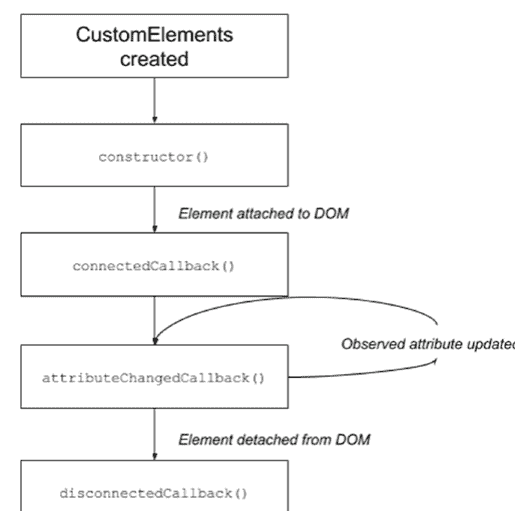 CustomElements
created
constructor()
Element attached to DOM
connectedCallback()
Observed attribute updated
attributeChangedCallback()
Element detached from DOM
disconnectedCallback()